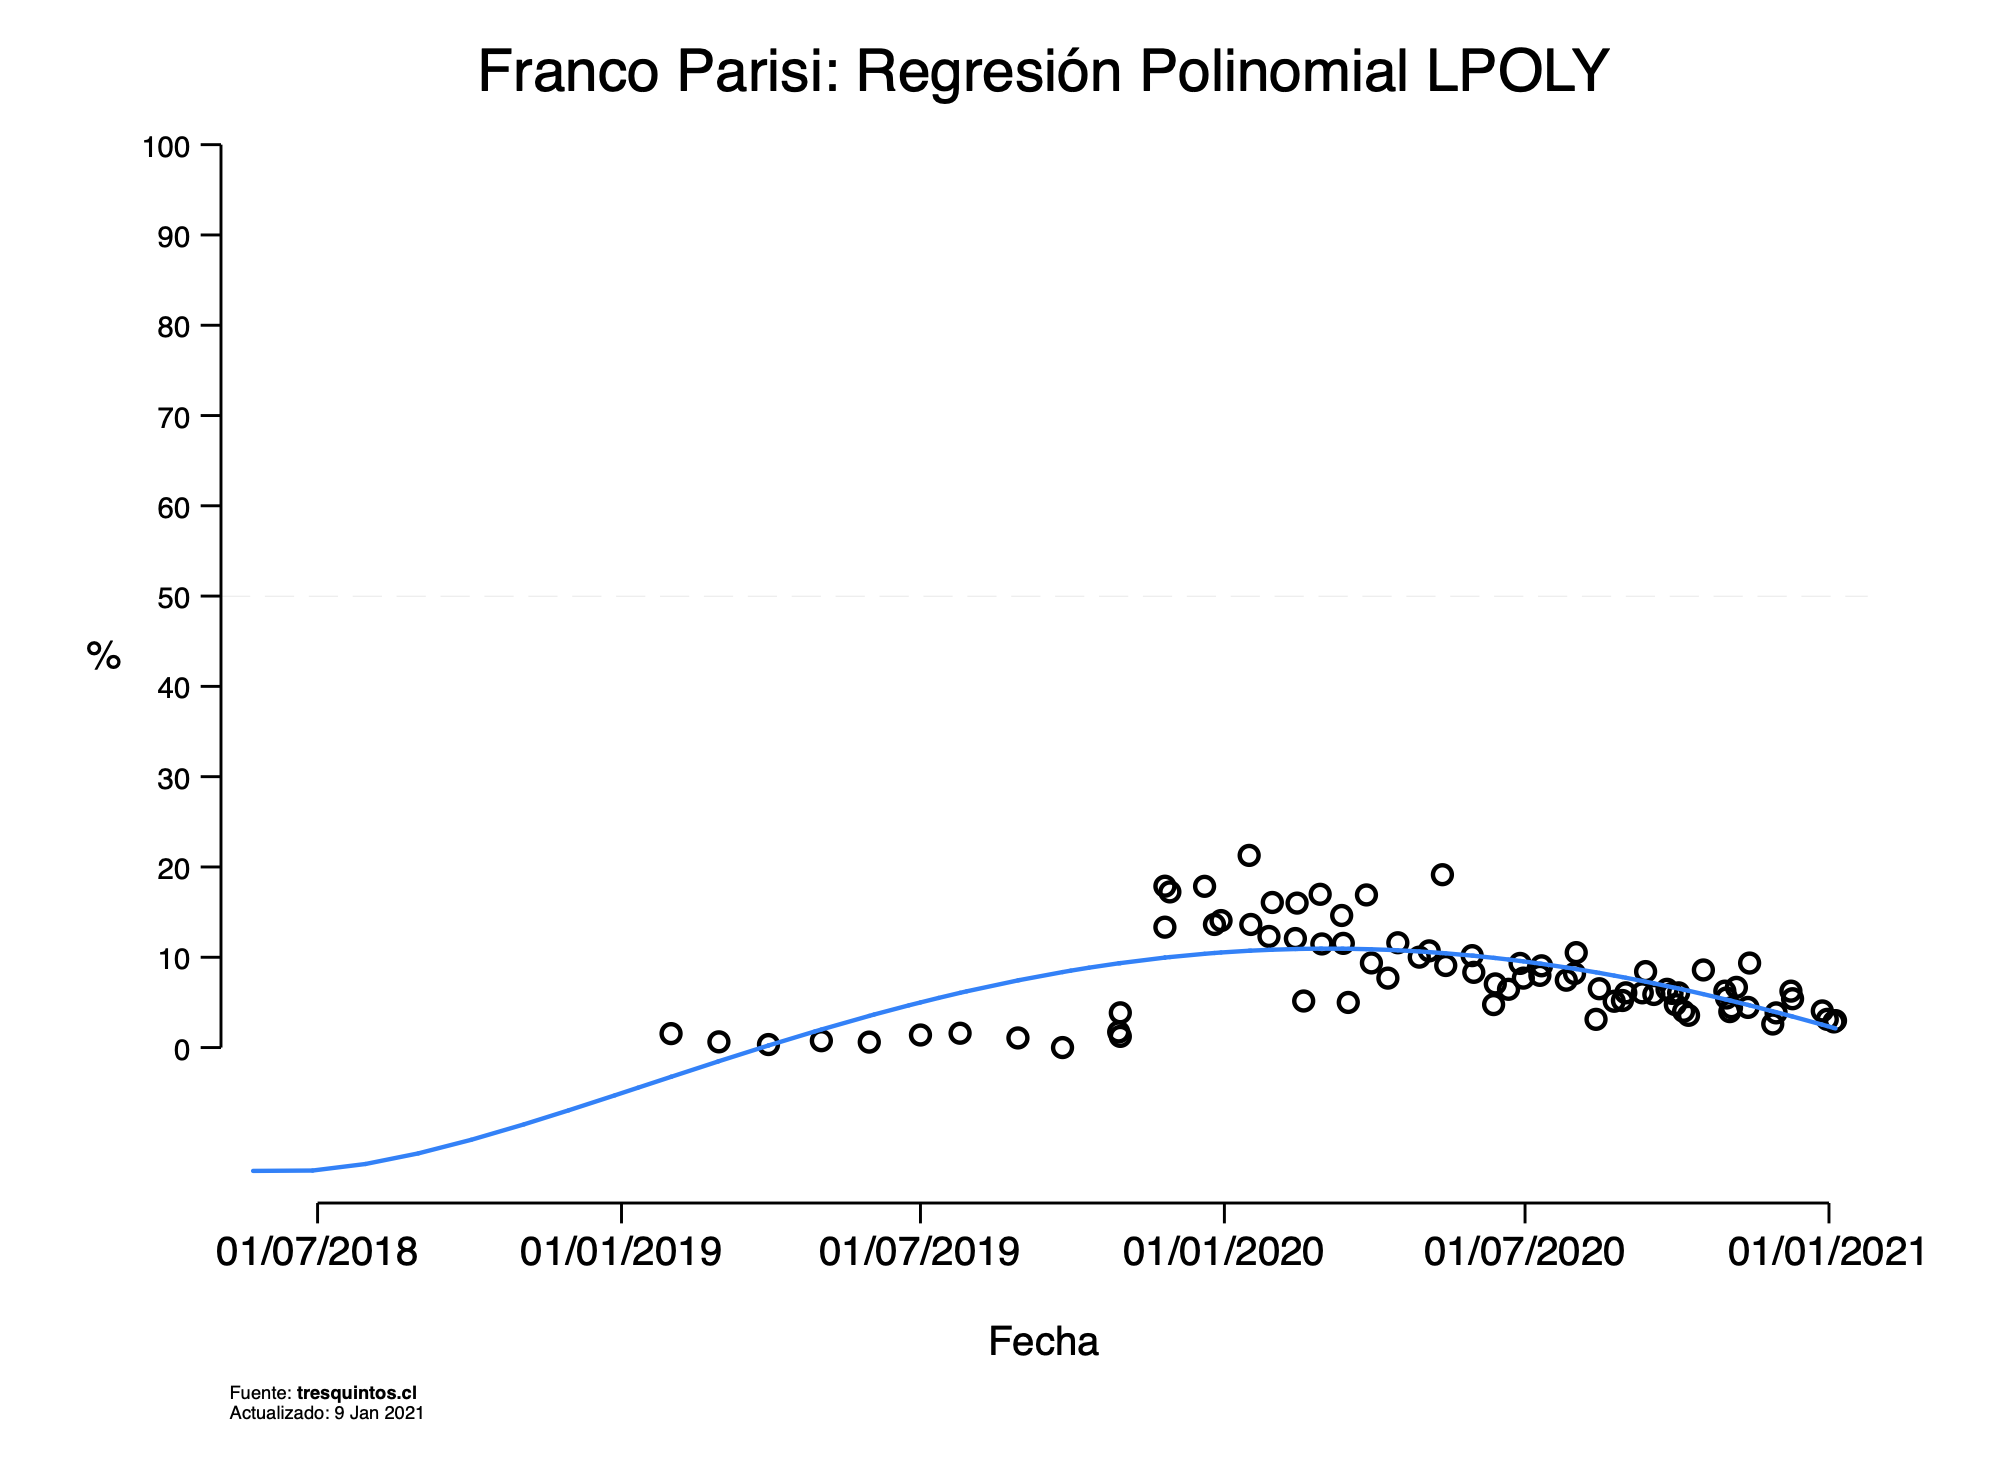 Franco Parisi: Regresión Polinomial LPOLY
100
90
80
70
60
50
%
40
30
20
10
0
01/07/2018 01/01/2019 01/07/2019 01/01/2020 01/07/2020 01/01/2021
Fecha
Fuente: tresquintos.cl
Actualizado: 9 Jan 2021